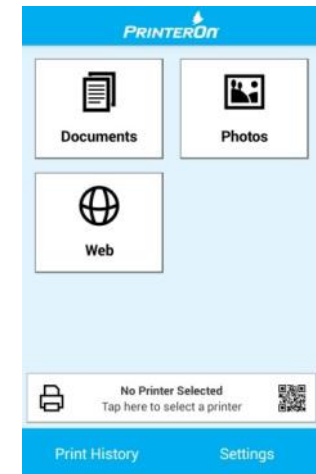 PRINTERON
Documents
Photos
Web
No Printer Selected
Tap here to select a printer
Print History
Settings